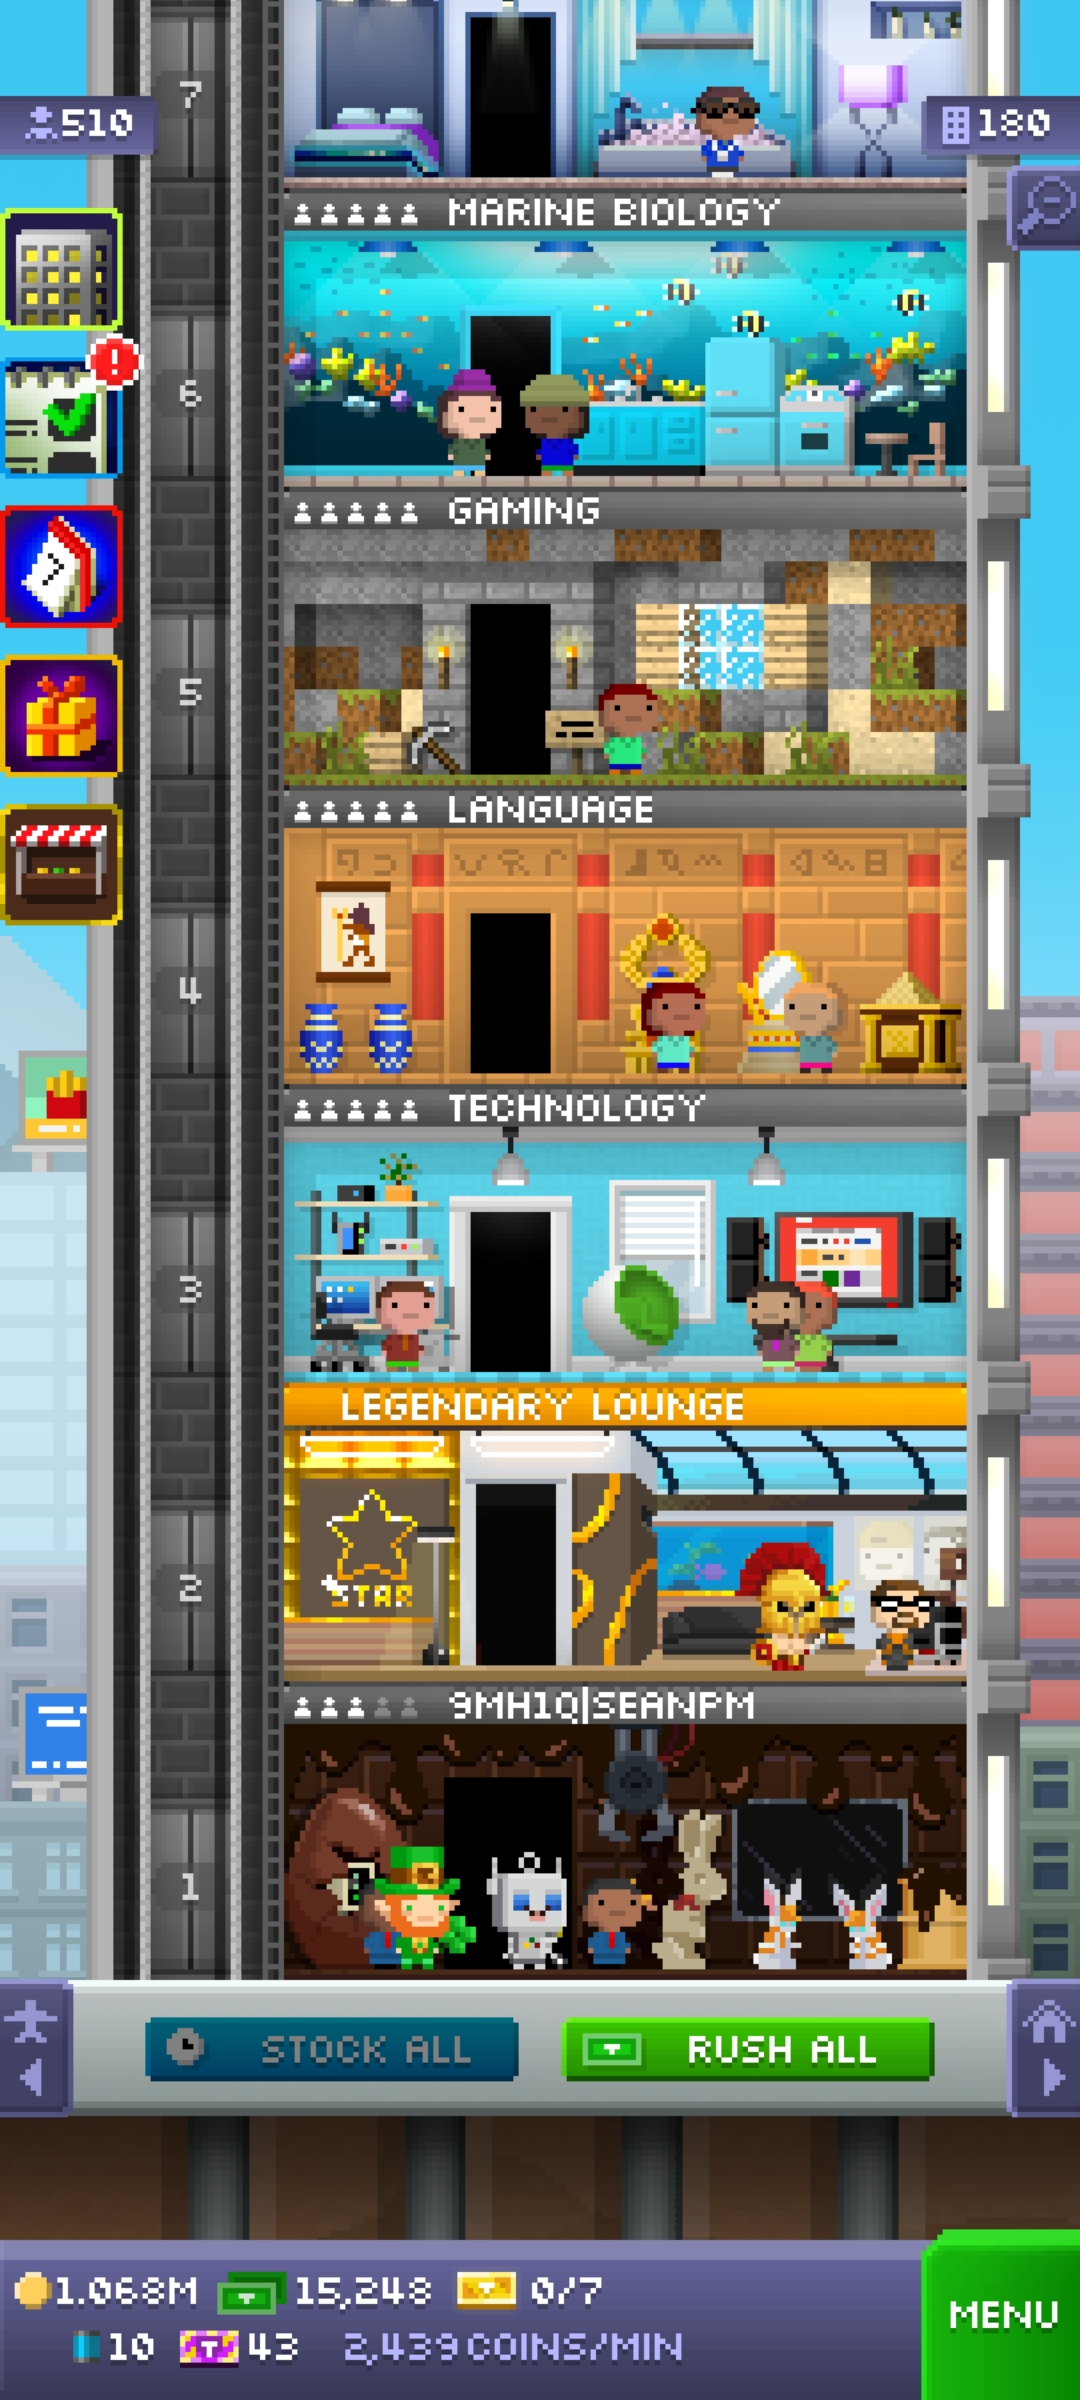 7
510
180
MARINE BIOLOGY
6
GAMING
5
LANGUAGE
4
TECHNOLOGY
3
LEGENDARY LOUNGE
STAR
2
9MH1Q|SEANPM
1
STOCK ALL
RUSH ALL
1.068M 15,248 0/7
10 43 2,439 COINS/MIN
MENU